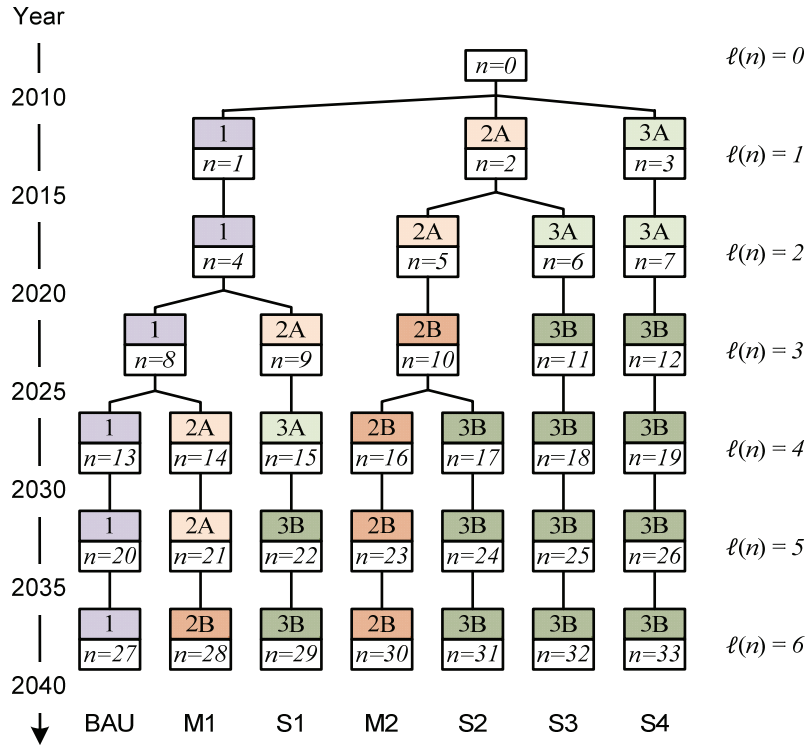 Year
n=0 ℓ(n) = 0
2010
1 2A 3A
n=1 n=2 n=3 ℓ(n) = 1
2015
1 2A 3A 3A
n=4 n=5 n=6 n=7 ℓ(n) = 2
2020
1 2A 2B 3B 3B
n=8 n=9 n=10 n=11 n=12 ℓ(n) = 3
2025
1 2A 3A 2B 3B 3B 3B
n=13 n=14 n=15 n=16 n=17 n=18 n=19 ℓ(n) = 4
2030
1 2A 3B 2B 3B 3B 3B
n=20 n=21 n=22 n=23 n=24 n=25 n=26 ℓ(n) = 5
2035
1 2B 3B 2B 3B 3B 3B
n=27 n=28 n=29 n=30 n=31 n=32 n=33 ℓ(n) = 6
2040
BAU M1 S1 M2 S2 S3 S4